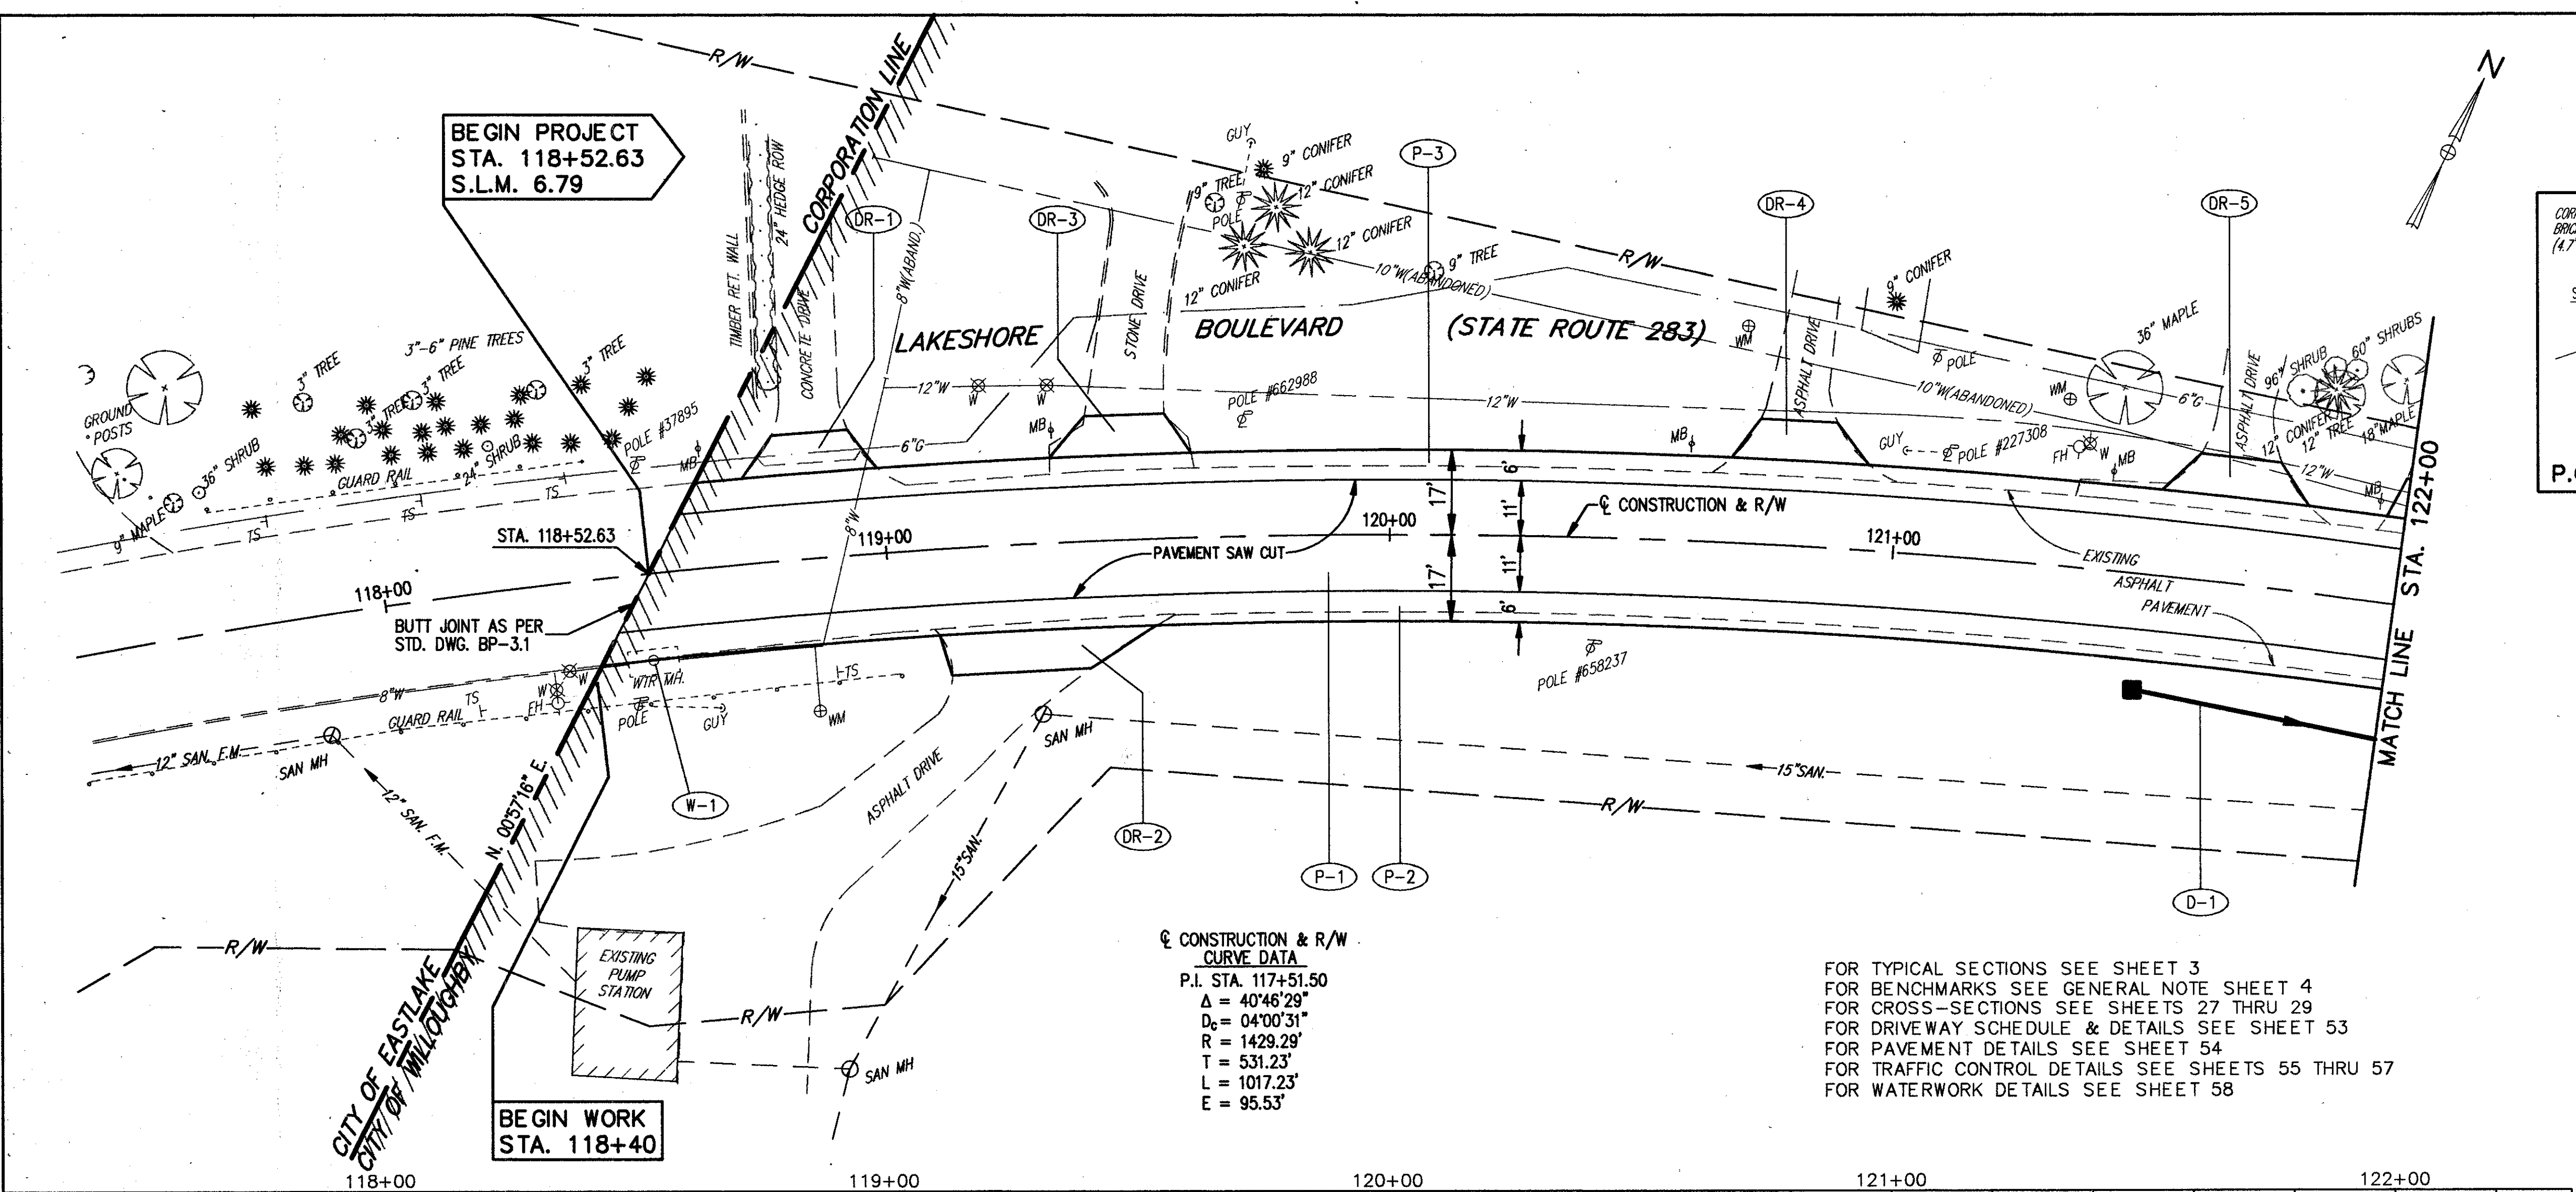 BEGIN PROJECT
STA. 118+52.63
S.L.M. 6.79
R/W
CORPORATION LINE
TIMBER RET. WALL
24" HEDGE ROW
CONCRETE DRIVE
DR-1
8"W(ABAND.)
DR-3
STONE DRIVE
GUY
9" CONIFER
9" TREE
POLE
12" CONIFER
12" CONIFER
12" CONIFER
9" TREE
10"W(ABANDONED)
P-3
R/W
DR-4
DR-5
N
LAKESHORE BOULEVARD (STATE ROUTE 283)
WM
ASPHALT DRIVE
9" CONIFER
POLE
36" MAPLE
10"W(ABANDONED)
WM
6"G
ASPHALT DRIVE
96" SHRUB
60" SHRUBS
12" CONIFER
12" TREE
18"MAPLE
12"W
MB
GROUND
POSTS
3" TREE
3"-6" PINE TREES
3" TREE
3" TREE
3" TREE
36" SHRUB
9" MAPLE
GUARD RAIL
24" SHRUB
TS
TS
TS
POLE #37895
MB
12"W
W
W
MB
6"G
POLE #662988
12"W
MB
GUY
POLE #227308
FH
W
MB
6'
17'
11'
11'
17'
6'
℄ CONSTRUCTION & R/W
STA. 118+52.63
118+00
119+00
120+00
121+00
8"W
PAVEMENT SAW CUT
EXISTING
ASPHALT
PAVEMENT
BUTT JOINT AS PER
STD. DWG. BP-3.1
MATCH LINE STA. 122+00
8"W
TS
GUARD RAIL
W
W
FH
WTR MH.
POLE
GUY
TS
WM
12" SAN. F.M.
SAN MH
12" SAN. F.M.
N. 00°57'16" E.
W-1
ASPHALT DRIVE
SAN MH
15"SAN.
DR-2
POLE #658237
15"SAN.
R/W
P-1
P-2
D-1
R/W
EXISTING
PUMP
STATION
R/W
SAN MH
CITY OF EASTLAKE
CITY OF WILLOUGHBY
BEGIN WORK
STA. 118+40
℄ CONSTRUCTION & R/W
CURVE DATA
P.I. STA. 117+51.50
Δ = 40°46'29"
Dc = 04°00'31"
R = 1429.29'
T = 531.23'
L = 1017.23'
E = 95.53'
FOR TYPICAL SECTIONS SEE SHEET 3
FOR BENCHMARKS SEE GENERAL NOTE SHEET 4
FOR CROSS-SECTIONS SEE SHEETS 27 THRU 29
FOR DRIVEWAY SCHEDULE & DETAILS SEE SHEET 53
FOR PAVEMENT DETAILS SEE SHEET 54
FOR TRAFFIC CONTROL DETAILS SEE SHEETS 55 THRU 57
FOR WATERWORK DETAILS SEE SHEET 58
118+00
119+00
120+00
121+00
122+00